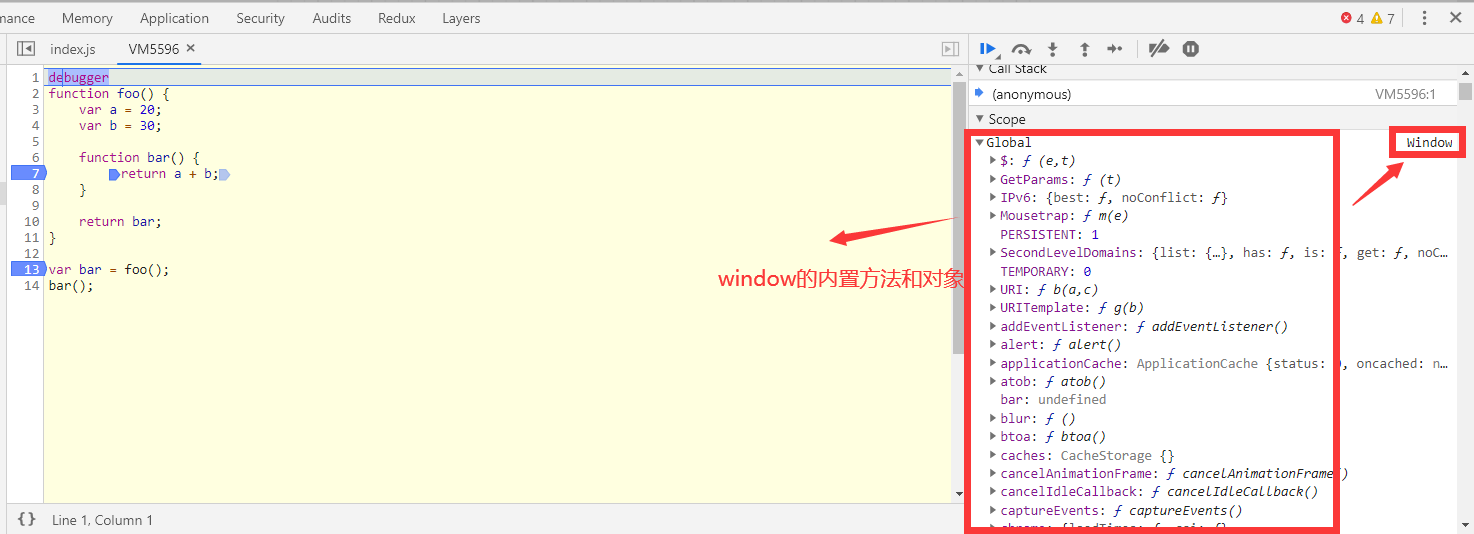 nance Memory Application Security Audits Redux Layers 4 7
index.js VM5596
1 debugger
2 function foo() {
3 var a = 20;
4 var b = 30;
5
6 function bar() {
7 return a + b;
8 }
9
10 return bar;
11 }
12
13 var bar = foo();
14 bar();
window的内置方法和对象
{} Line 1, Column 1
Call Stack
(anonymous) VM5596:1
Scope
Global Window
$: ƒ (e,t)
GetParams: ƒ (t)
IPv6: {best: ƒ, noConflict: ƒ}
Mousetrap: ƒ m(e)
PERSISTENT: 1
SecondLevelDomains: {list: {…}, has: ƒ, is: ƒ, get: ƒ, noC…
TEMPORARY: 0
URI: ƒ b(a,c)
URITemplate: ƒ g(b)
addEventListener: ƒ addEventListener()
alert: ƒ alert()
applicationCache: ApplicationCache {status: 0, oncached: n…
atob: ƒ atob()
bar: undefined
blur: ƒ ()
btoa: ƒ btoa()
caches: CacheStorage {}
cancelAnimationFrame: ƒ cancelAnimationFrame()
cancelIdleCallback: ƒ cancelIdleCallback()
captureEvents: ƒ captureEvents()